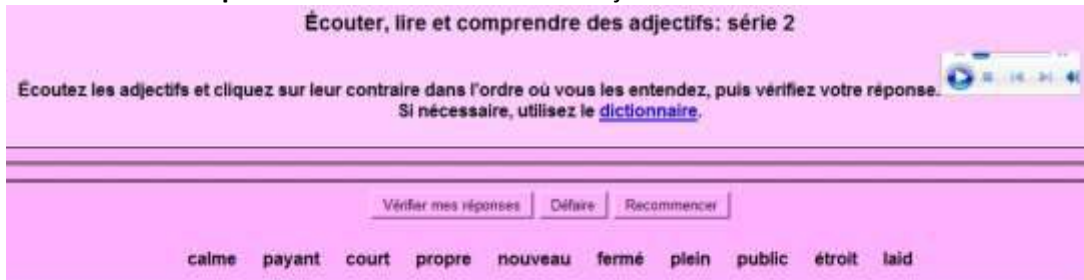 Écouter, lire et comprendre des adjectifs: série 2
Écoutez les adjectifs et cliquez sur leur contraire dans l'ordre où vous les entendez, puis vérifiez votre réponse.
Si nécessaire, utilisez le dictionnaire.
Vérifier mes réponses Défaire Recommencer
calme payant court propre nouveau fermé plein public étroit laid